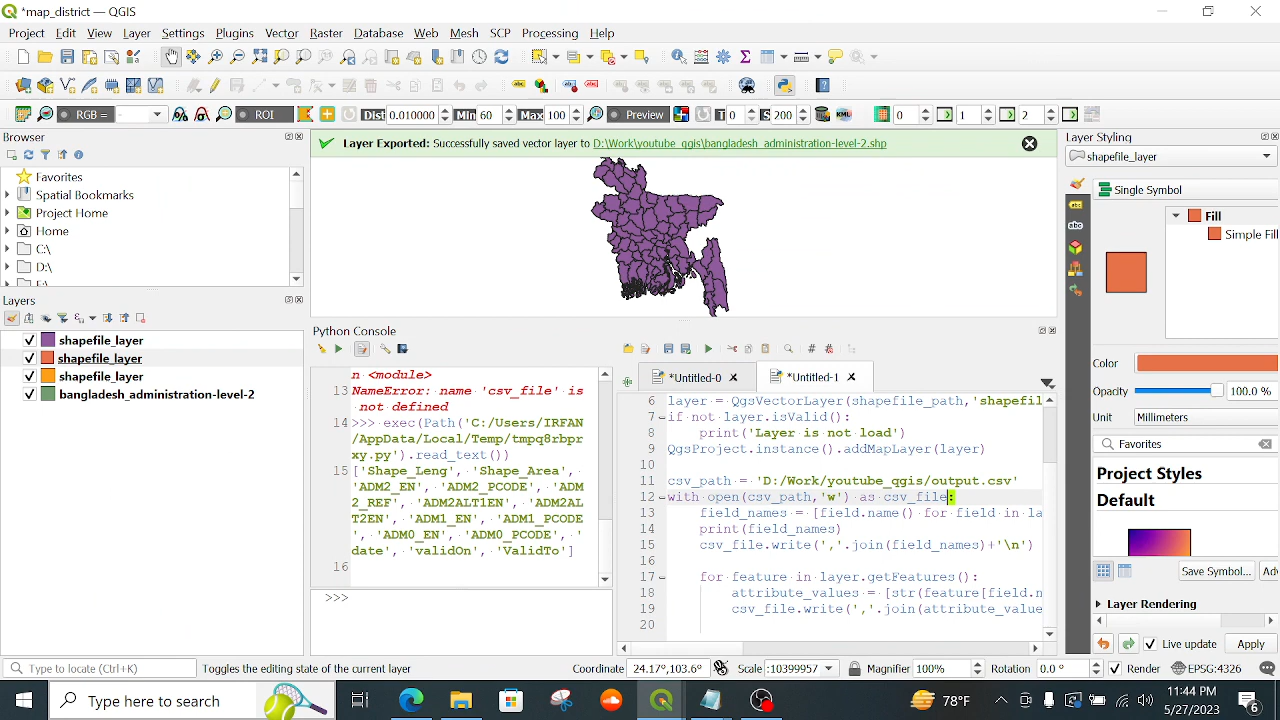 *map_district — QGIS
Project Edit View Layer Settings Plugins Vector Raster Database Web Mesh SCP Processing Help
RGB = - ROI Dist 0.010000 Min 60 Max 100 Preview T 0 S 200 0 1 2
Browser
Favorites
Spatial Bookmarks
Project Home
Home
C:\
D:\
Layers
shapefile_layer
shapefile_layer
shapefile_layer
bangladesh_administration-level-2
Layer Exported: Successfully saved vector layer to D:\Work\youtube_qgis\bangladesh_administration-level-2.shp
Python Console
n <module>
13 NameError: name 'csv_file' is
not defined
14 >>> exec(Path('C:/Users/IRFAN
/AppData/Local/Temp/tmpq8rbpr
xy.py').read_text())
15 ['Shape_Leng', 'Shape_Area',
'ADM2_EN', 'ADM2_PCODE', 'ADM
2_REF', 'ADM2ALT1EN', 'ADM2AL
T2EN', 'ADM1_EN', 'ADM1_PCODE
', 'ADM0_EN', 'ADM0_PCODE', '
date', 'validOn', 'ValidTo']
16
>>>
*Untitled-0 *Untitled-1
6 layer = QgsVectorLayer(shapefile_path,'shapefil
7 if not layer.isValid():
8 print('Layer is not load')
9 QgsProject.instance().addMapLayer(layer)
10
11 csv_path = 'D:/Work/youtube_qgis/output.csv'
12 with open(csv_path,'w') as csv_file:
13 field_names = [field.name() for field in la
14 print(field_names)
15 csv_file.write(','.join(field_names)+'\n')
16
17 for feature in layer.getFeatures():
18 attribute_values = [str(feature[field.n
19 csv_file.write(','.join(attribute_value
20
Layer Styling
shapefile_layer
Single Symbol
Fill
Simple Fil
Color
Opacity 100.0 %
Unit Millimeters
Favorites
Project Styles
Default
Save Symbol... Adv
Layer Rendering
Live update Apply
Type to locate (Ctrl+K) Toggles the editing state of the current layer Coordinate 24.17°,103.6° Scale :10399957 Magnifier 100% Rotation 0.0 ° Render EPSG:4326
Type here to search 78°F 11:44 PM
5/27/2023